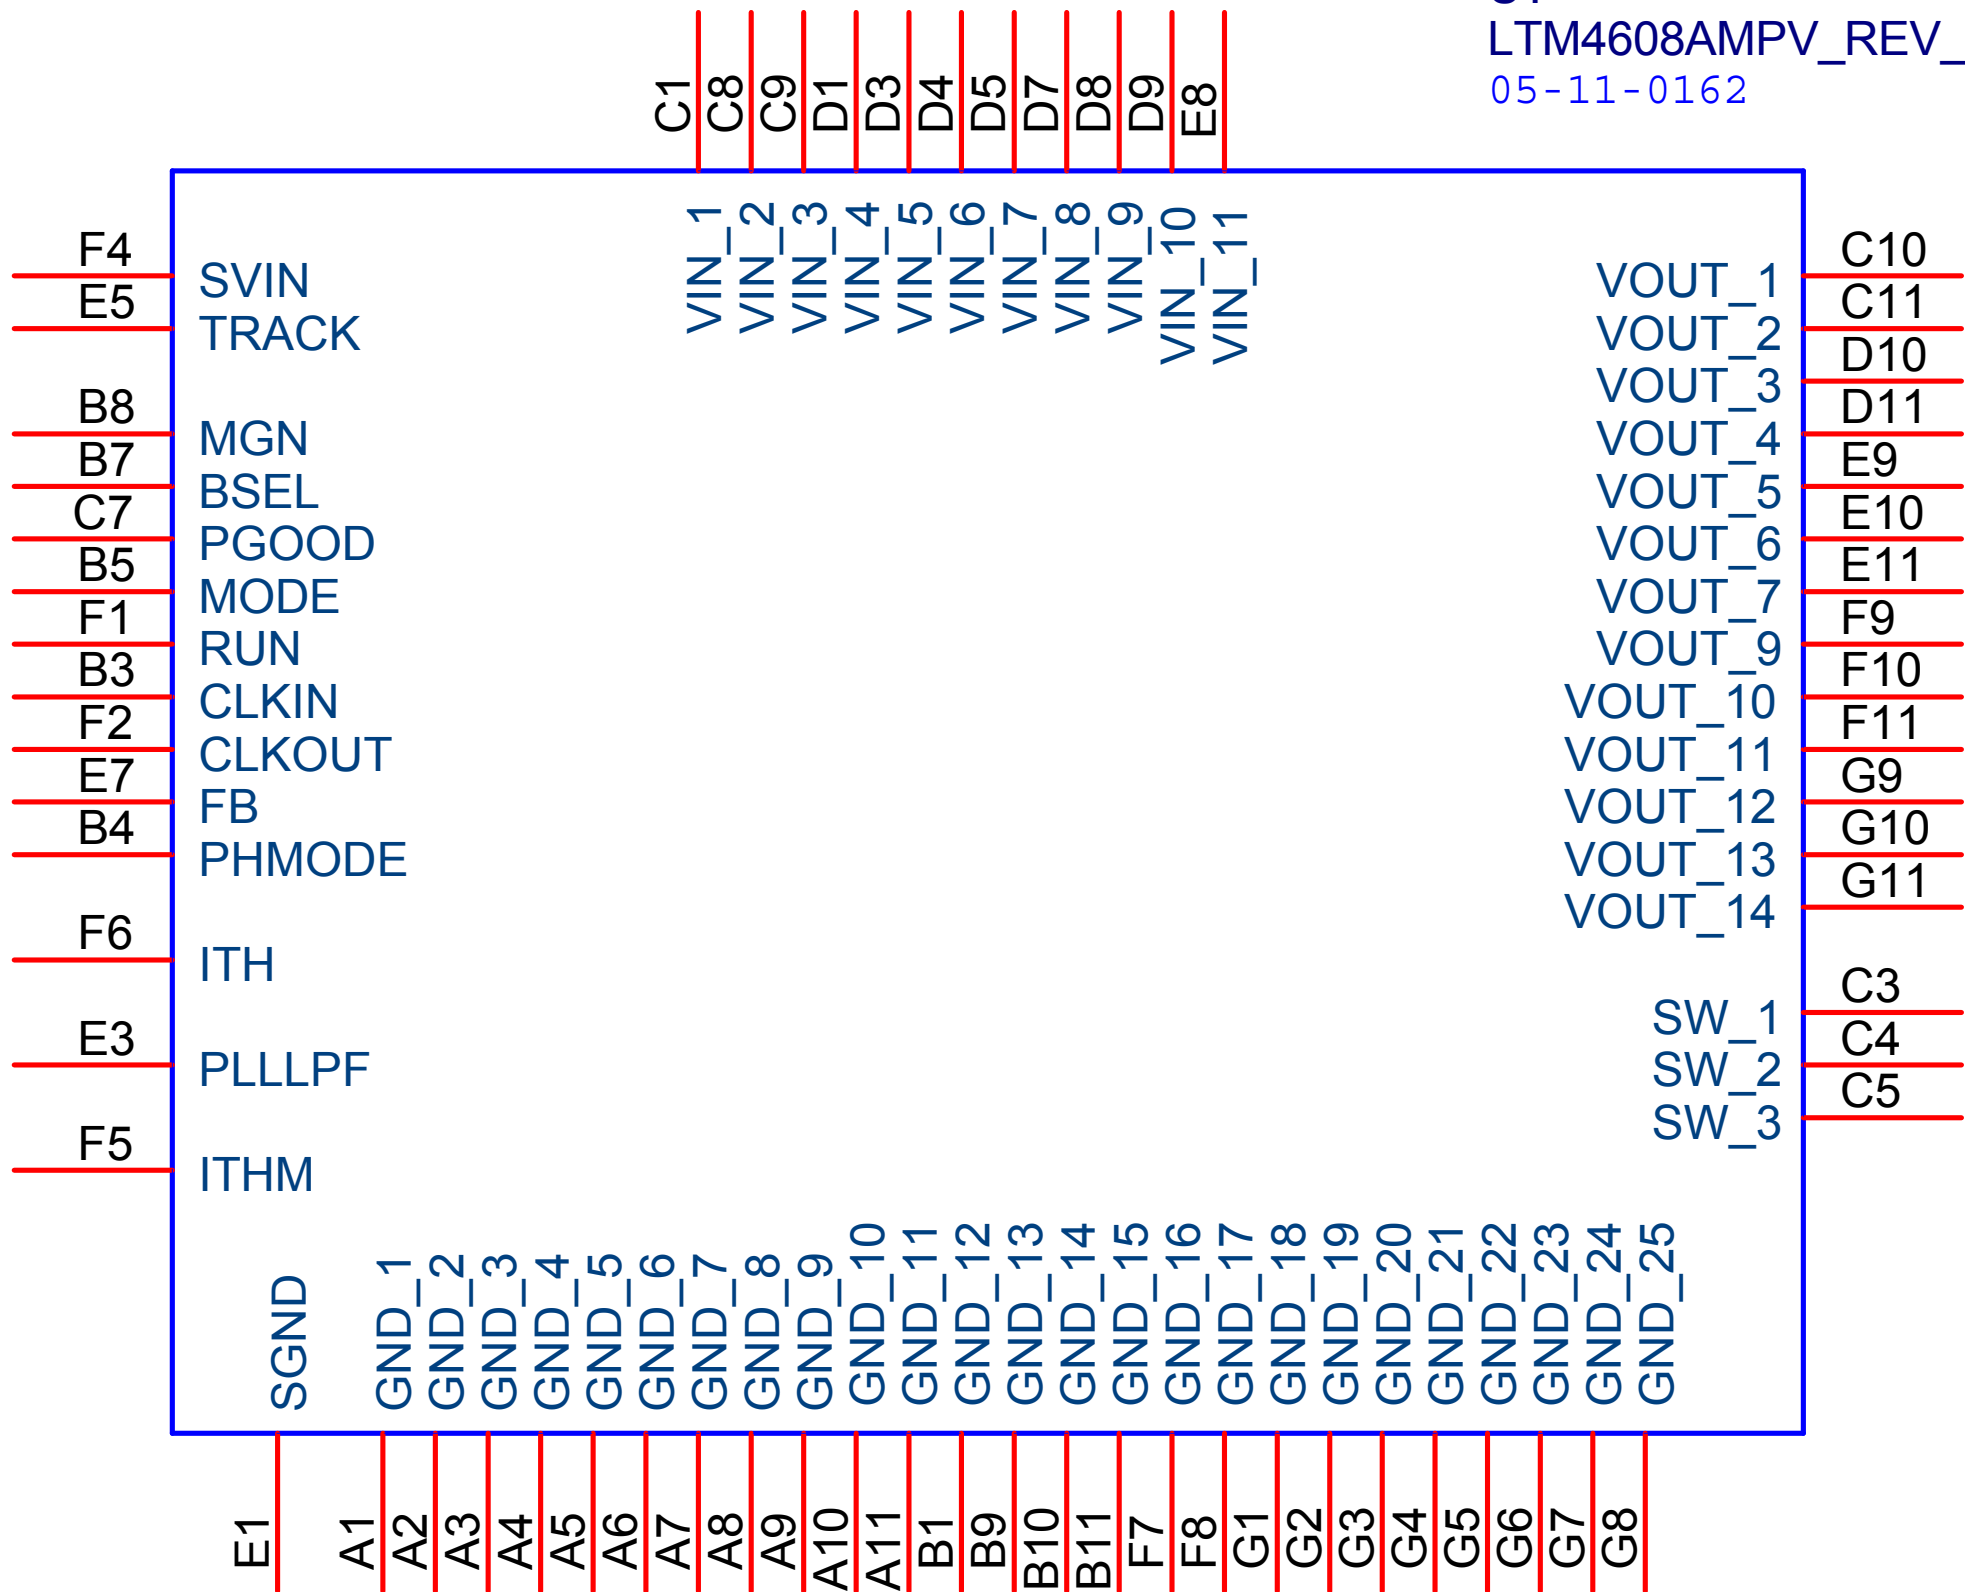 LTM4608AMPV_REV_
05-11-0162
C1
C8
C9
D1
D3
D4
D5
D7
D8
D9
E8
VIN_1
VIN_2
VIN_3
VIN_4
VIN_5
VIN_6
VIN_7
VIN_8
VIN_9
VIN_10
VIN_11
F4
SVIN
E5
TRACK
B8
MGN
B7
BSEL
C7
PGOOD
B5
MODE
F1
RUN
B3
CLKIN
F2
CLKOUT
E7
FB
B4
PHMODE
F6
ITH
E3
PLLLPF
F5
ITHM
C10
VOUT_1
C11
VOUT_2
D10
VOUT_3
D11
VOUT_4
E9
VOUT_5
E10
VOUT_6
E11
VOUT_7
F9
VOUT_9
F10
VOUT_10
F11
VOUT_11
G9
VOUT_12
G10
VOUT_13
G11
VOUT_14
C3
SW_1
C4
SW_2
C5
SW_3
SGND
GND_1
GND_2
GND_3
GND_4
GND_5
GND_6
GND_7
GND_8
GND_9
GND_10
GND_11
GND_12
GND_13
GND_14
GND_15
GND_16
GND_17
GND_18
GND_19
GND_20
GND_21
GND_22
GND_23
GND_24
GND_25
E1
A1
A2
A3
A4
A5
A6
A7
A8
A9
A10
A11
B1
B9
B10
B11
F7
F8
G1
G2
G3
G4
G5
G6
G7
G8